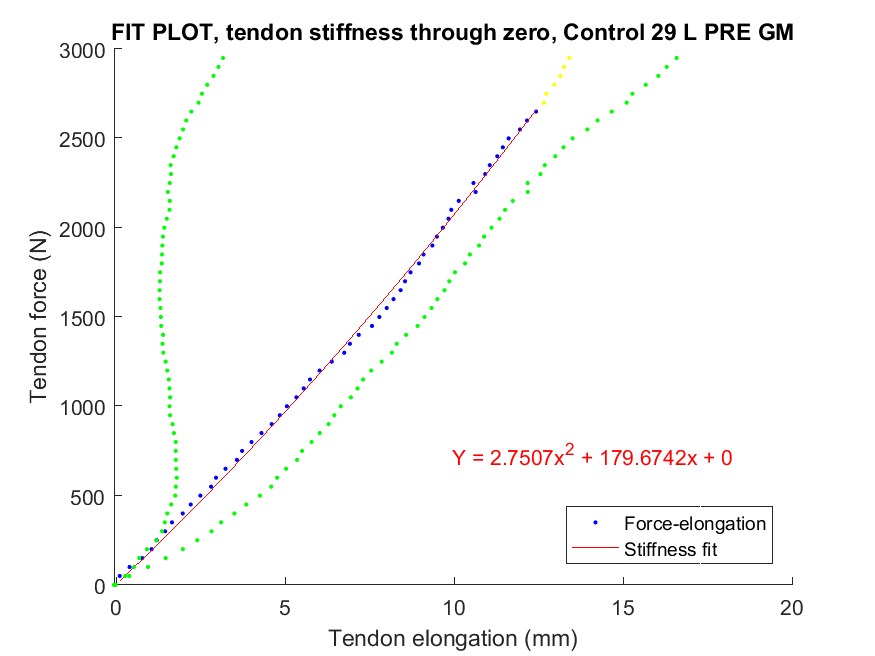 FIT PLOT, tendon stiffness through zero, Control 29 L PRE GM
3000
2500
2000
1500
1000
500
0
Tendon force (N)
Y = 2.7507x² + 179.6742x + 0
Force-elongation
Stiffness fit
0 5 10 15 20
Tendon elongation (mm)